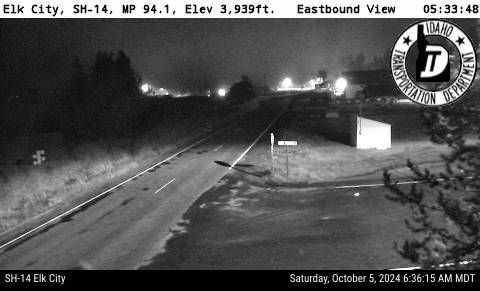 Elk City, SH-14, MP 94.1, Elev 3,939ft. Eastbound View 05:33:48
IDAHO
TRANSPORTATION DEPARTMENT
SH-14 Elk City Saturday, October 5, 2024 6:36:15 AM MDT